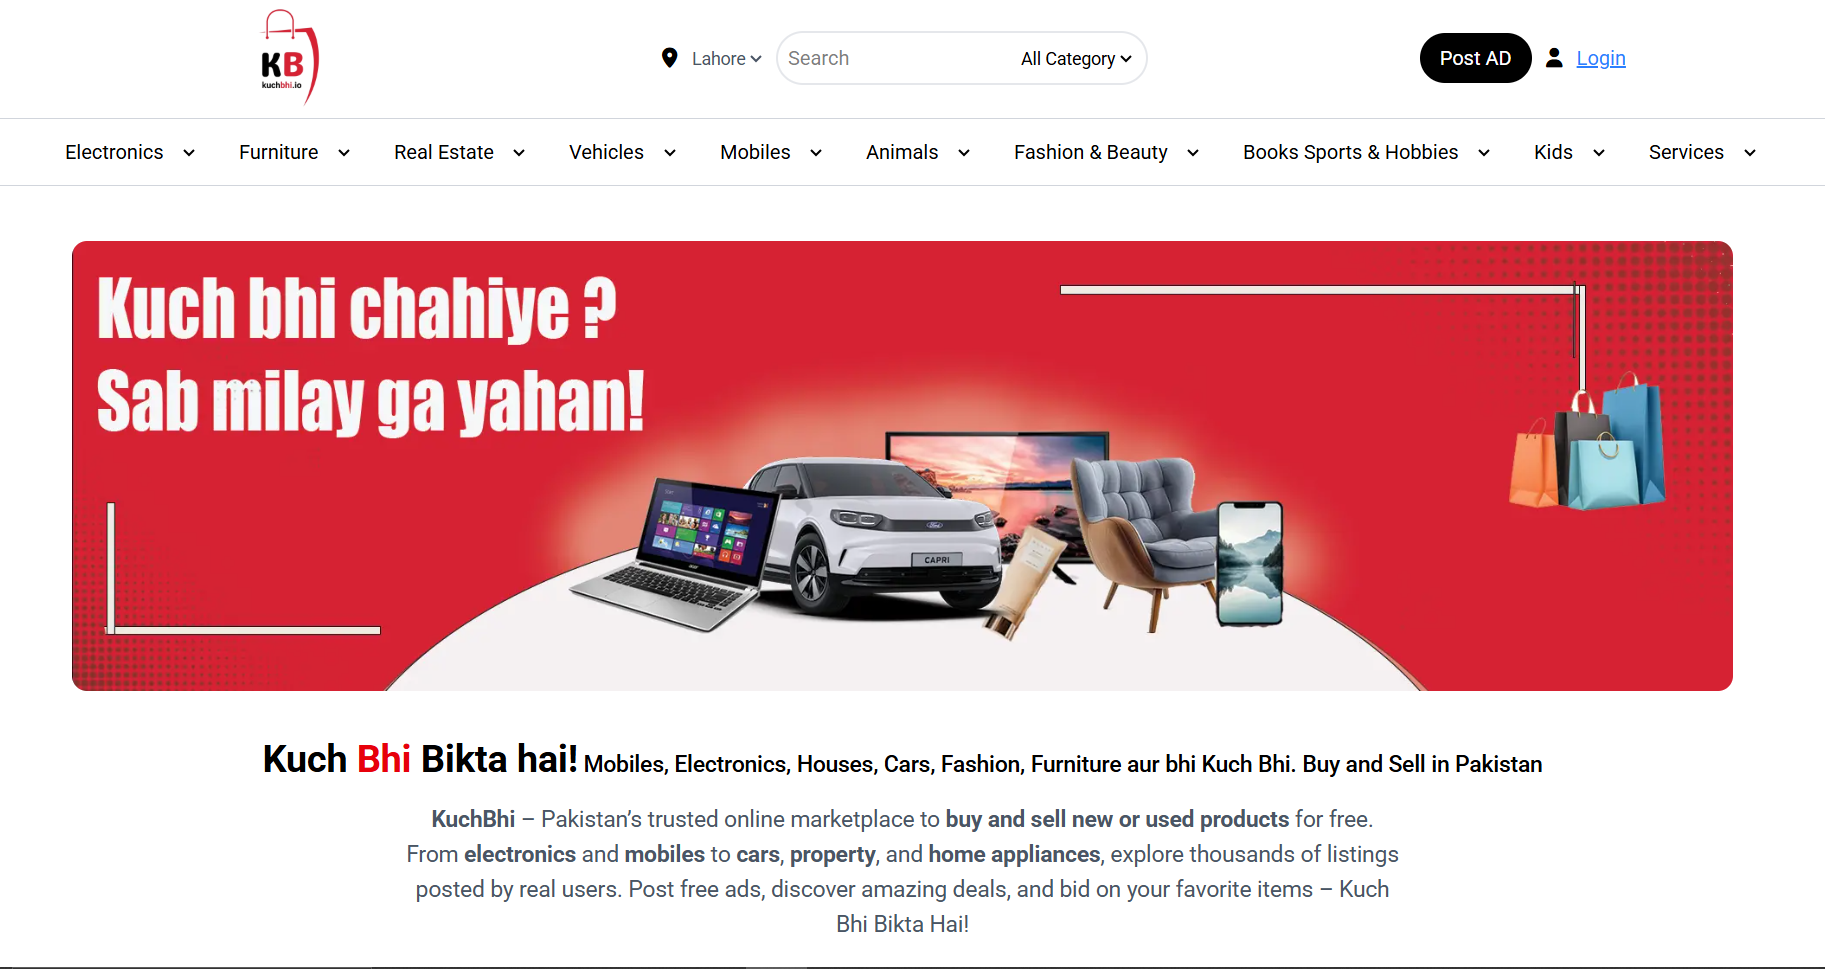 KB
kuchbhi.io
Lahore
Search
All Category
Post AD
Login
Electronics
Furniture
Real Estate
Vehicles
Mobiles
Animals
Fashion & Beauty
Books Sports & Hobbies
Kids
Services
Kuch bhi chahiye ?
Sab milay ga yahan!
CAPRI
Kuch Bhi Bikta hai! Mobiles, Electronics, Houses, Cars, Fashion, Furniture aur bhi Kuch Bhi. Buy and Sell in Pakistan
KuchBhi – Pakistan’s trusted online marketplace to buy and sell new or used products for free.
From electronics and mobiles to cars, property, and home appliances, explore thousands of listings
posted by real users. Post free ads, discover amazing deals, and bid on your favorite items – Kuch
Bhi Bikta Hai!